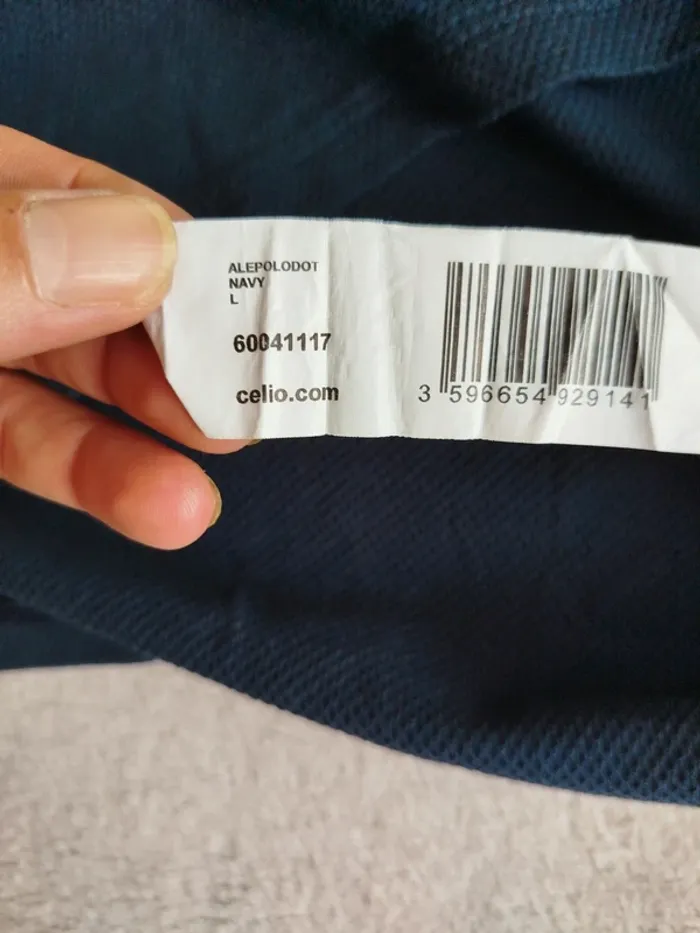 ALEPOLODOT
NAVY
L
60041117
celio.com
3 596654 929141